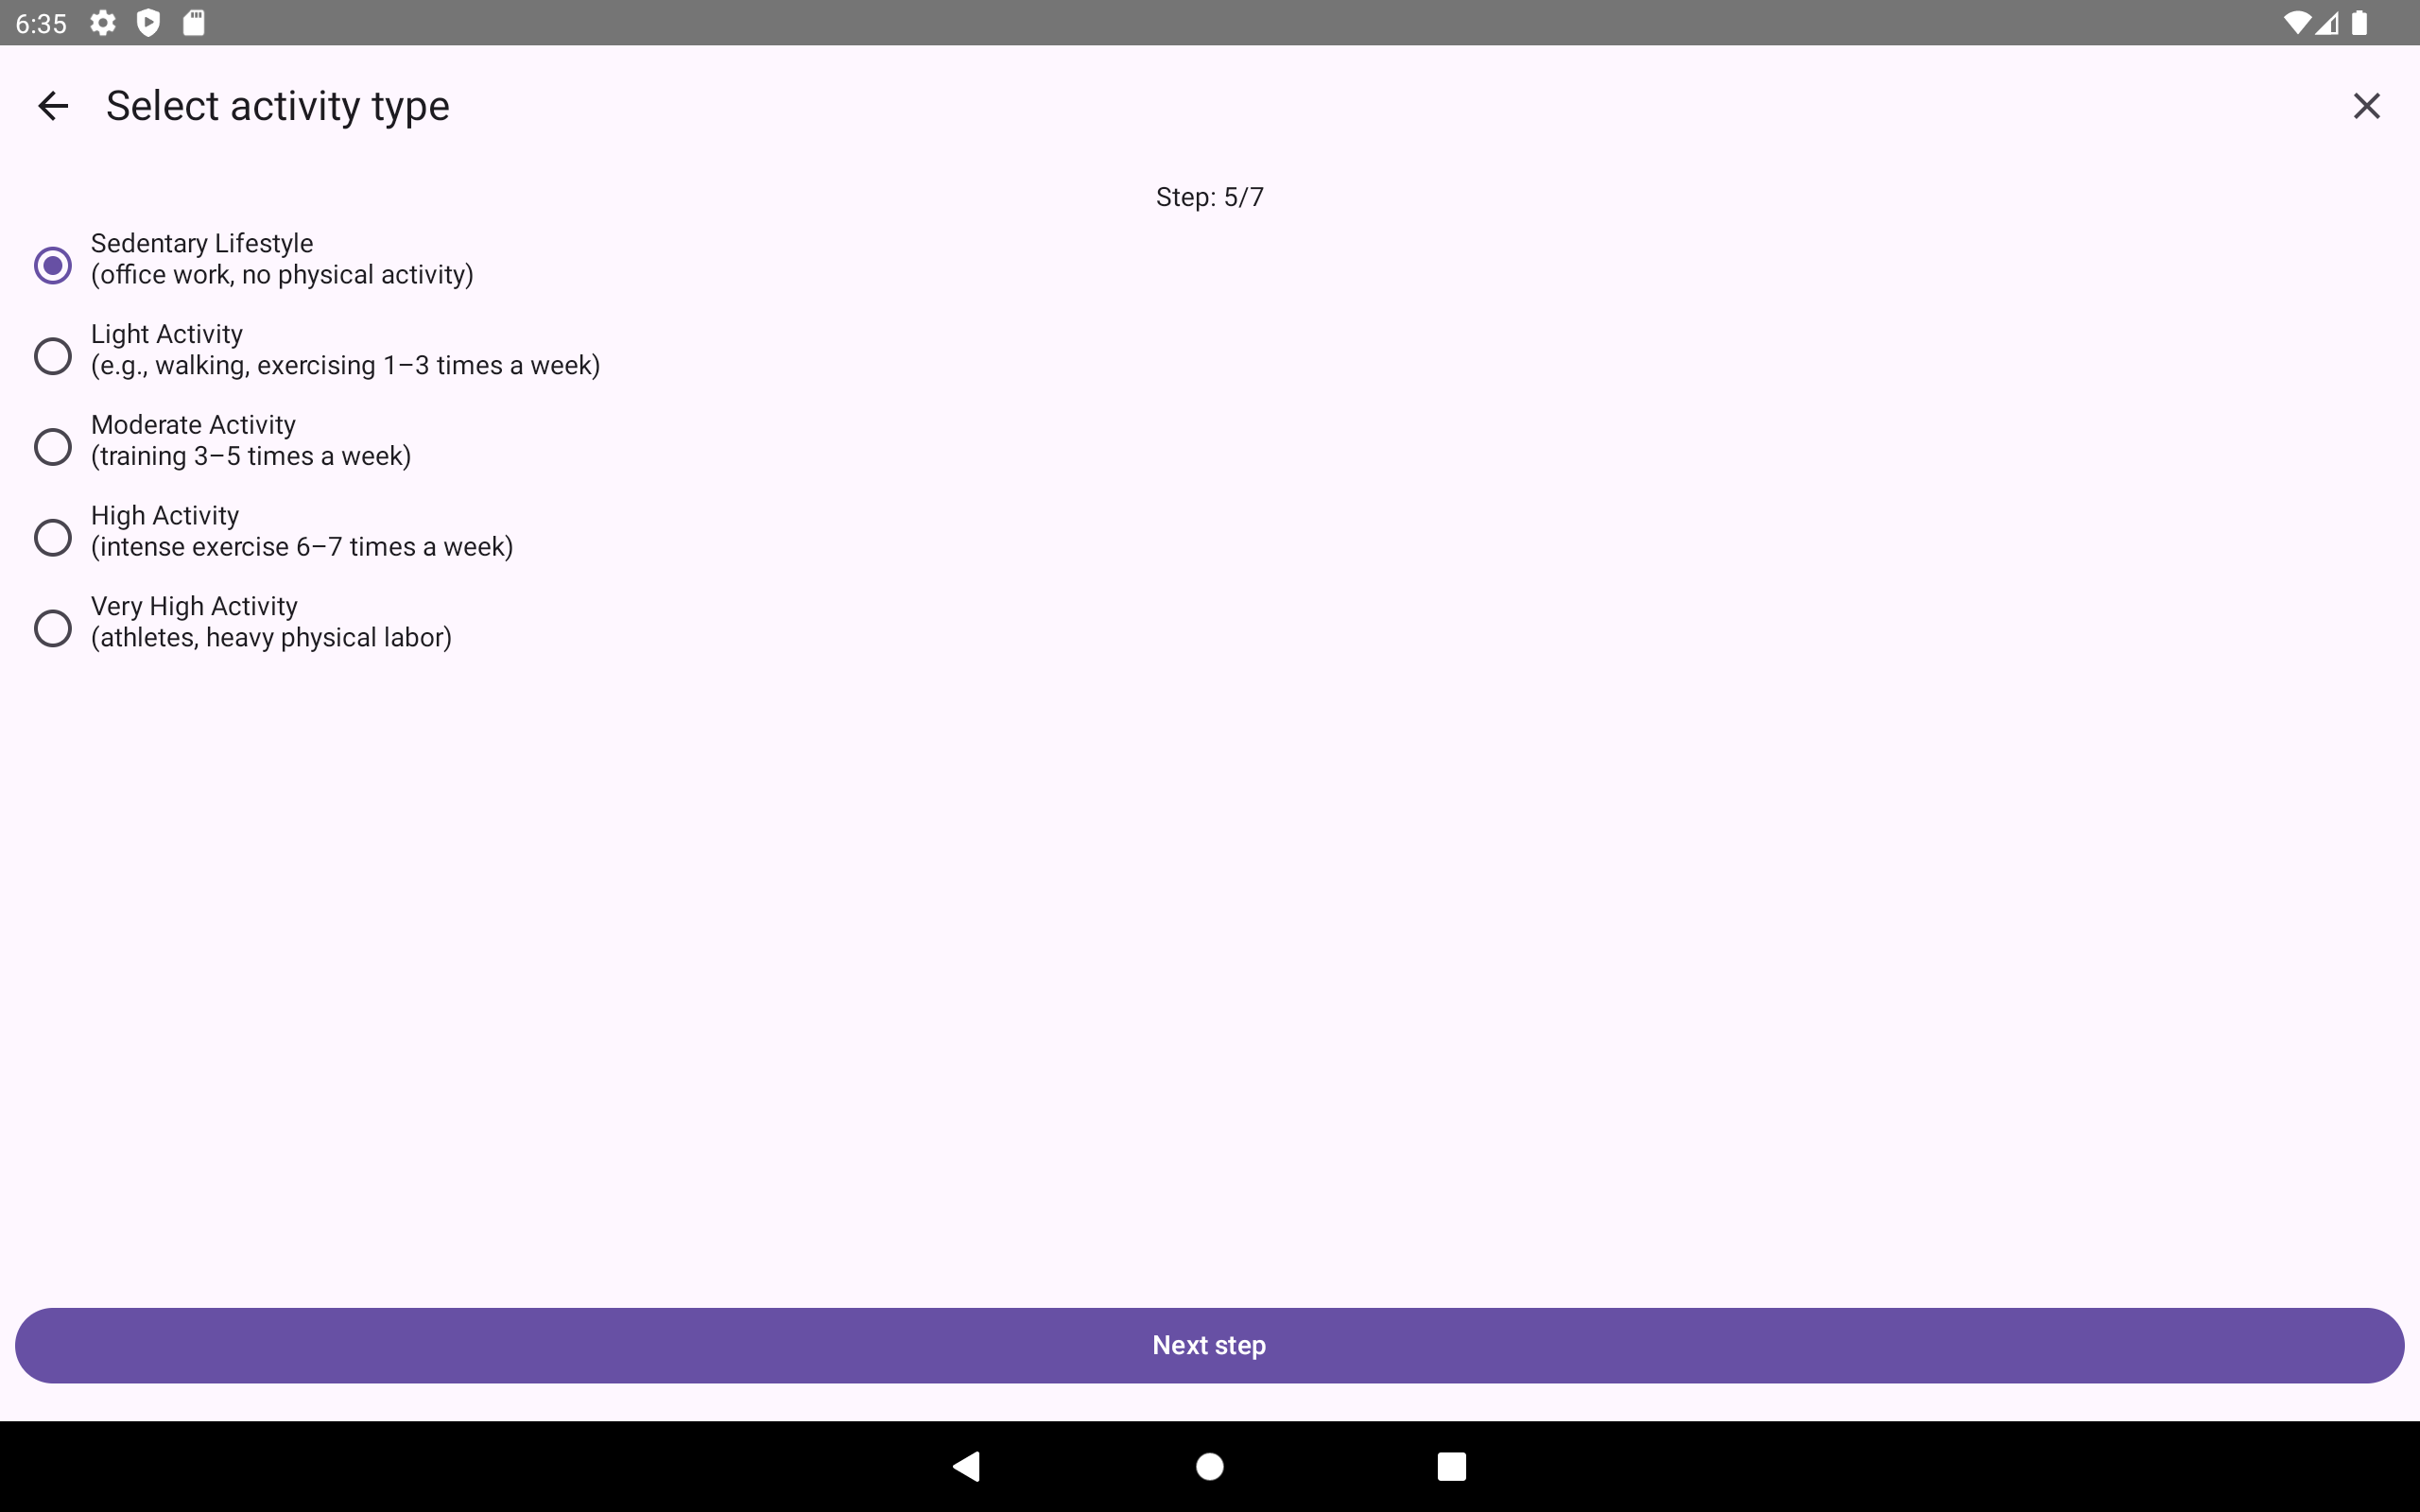 6:35
Select activity type
Step: 5/7
Sedentary Lifestyle
(office work, no physical activity)
Light Activity
(e.g., walking, exercising 1–3 times a week)
Moderate Activity
(training 3–5 times a week)
High Activity
(intense exercise 6–7 times a week)
Very High Activity
(athletes, heavy physical labor)
Next step